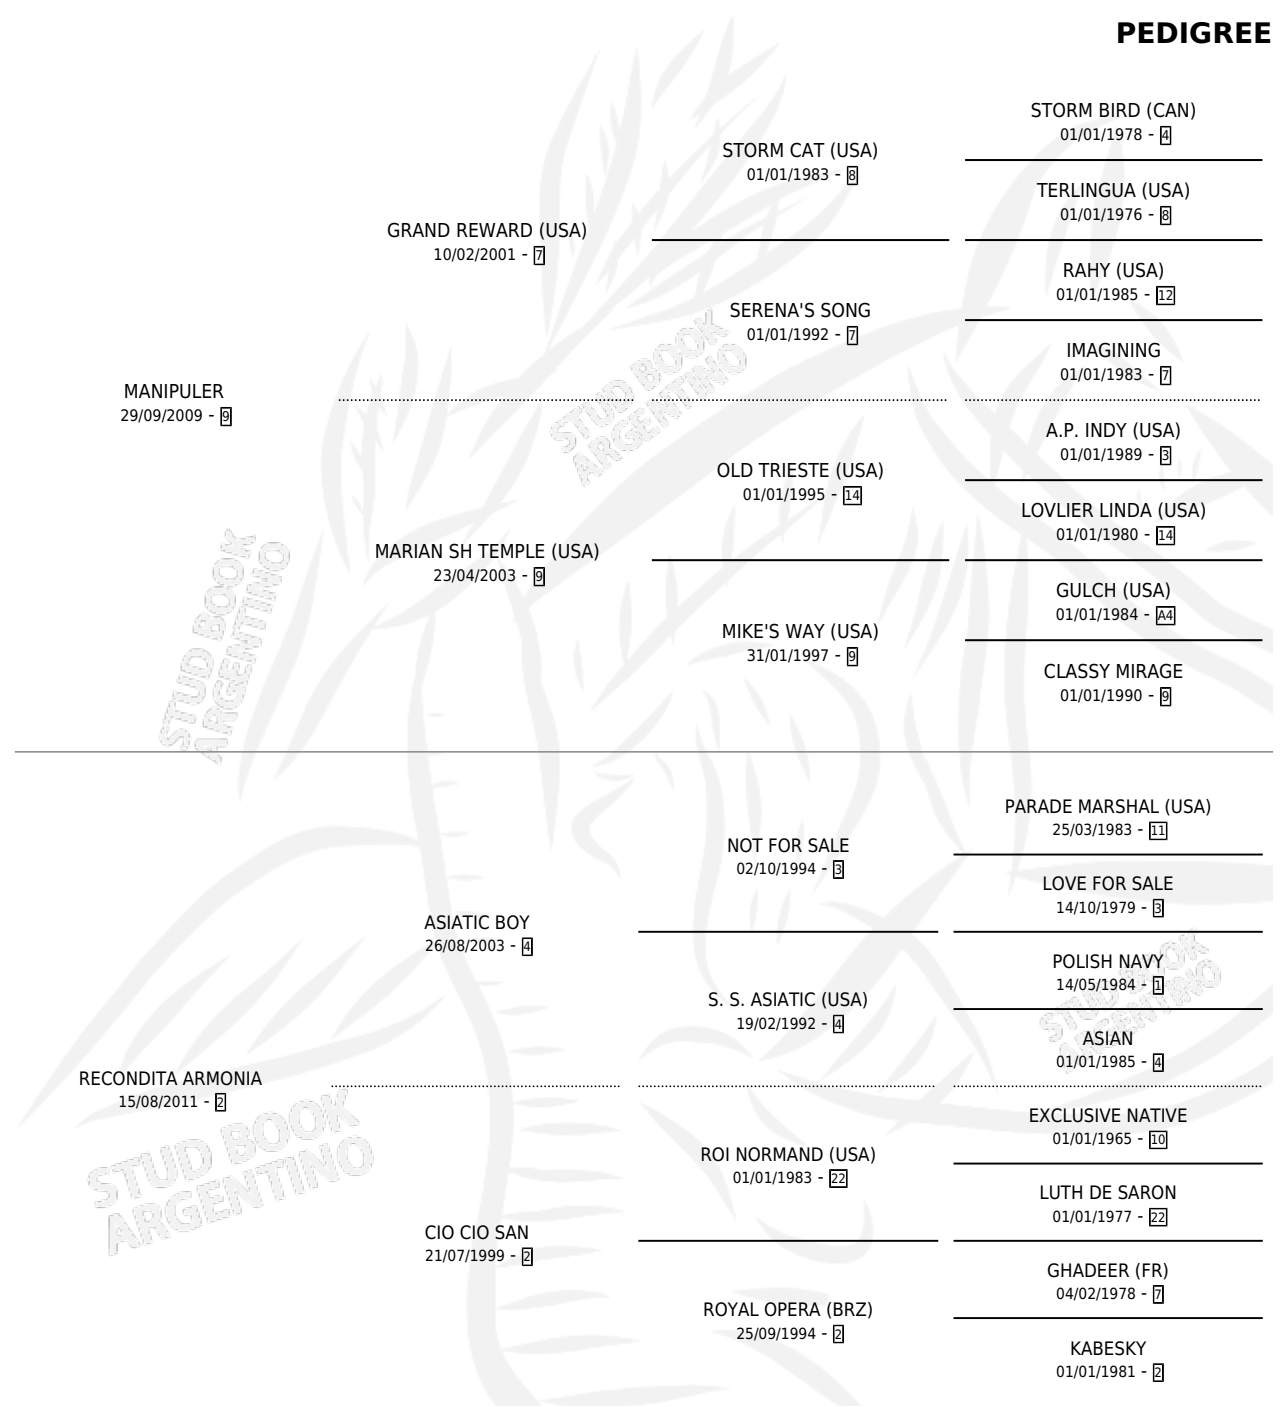 PEDIGREE
STORM BIRD (CAN)
01/01/1978 - 4
STORM CAT (USA)
01/01/1983 - 8
TERLINGUA (USA)
01/01/1976 - 8
GRAND REWARD (USA)
10/02/2001 - 7
RAHY (USA)
01/01/1985 - 12
SERENA'S SONG
01/01/1992 - 7
IMAGINING
01/01/1983 - 7
MANIPULER
29/09/2009 - 9
STUD BOOK
ARGENTINO
A.P. INDY (USA)
01/01/1989 - 3
OLD TRIESTE (USA)
01/01/1995 - 14
LOVLIER LINDA (USA)
01/01/1980 - 14
MARIAN SH TEMPLE (USA)
23/04/2003 - 9
GULCH (USA)
01/01/1984 - A4
MIKE'S WAY (USA)
31/01/1997 - 9
CLASSY MIRAGE
01/01/1990 - 9
STUD BOOK
ARGENTINO
PARADE MARSHAL (USA)
25/03/1983 - 11
NOT FOR SALE
02/10/1994 - 3
LOVE FOR SALE
14/10/1979 - 3
ASIATIC BOY
26/08/2003 - 4
POLISH NAVY
14/05/1984 - 1
S. S. ASIATIC (USA)
19/02/1992 - 4
ASIAN
01/01/1985 - 4
STUD BOOK
ARGENTINO
RECONDITA ARMONIA
15/08/2011 - 2
EXCLUSIVE NATIVE
01/01/1965 - 10
ROI NORMAND (USA)
01/01/1983 - 22
LUTH DE SARON
01/01/1977 - 22
STUD BOOK
ARGENTINO
CIO CIO SAN
21/07/1999 - 2
GHADEER (FR)
04/02/1978 - 7
ROYAL OPERA (BRZ)
25/09/1994 - 2
KABESKY
01/01/1981 - 2